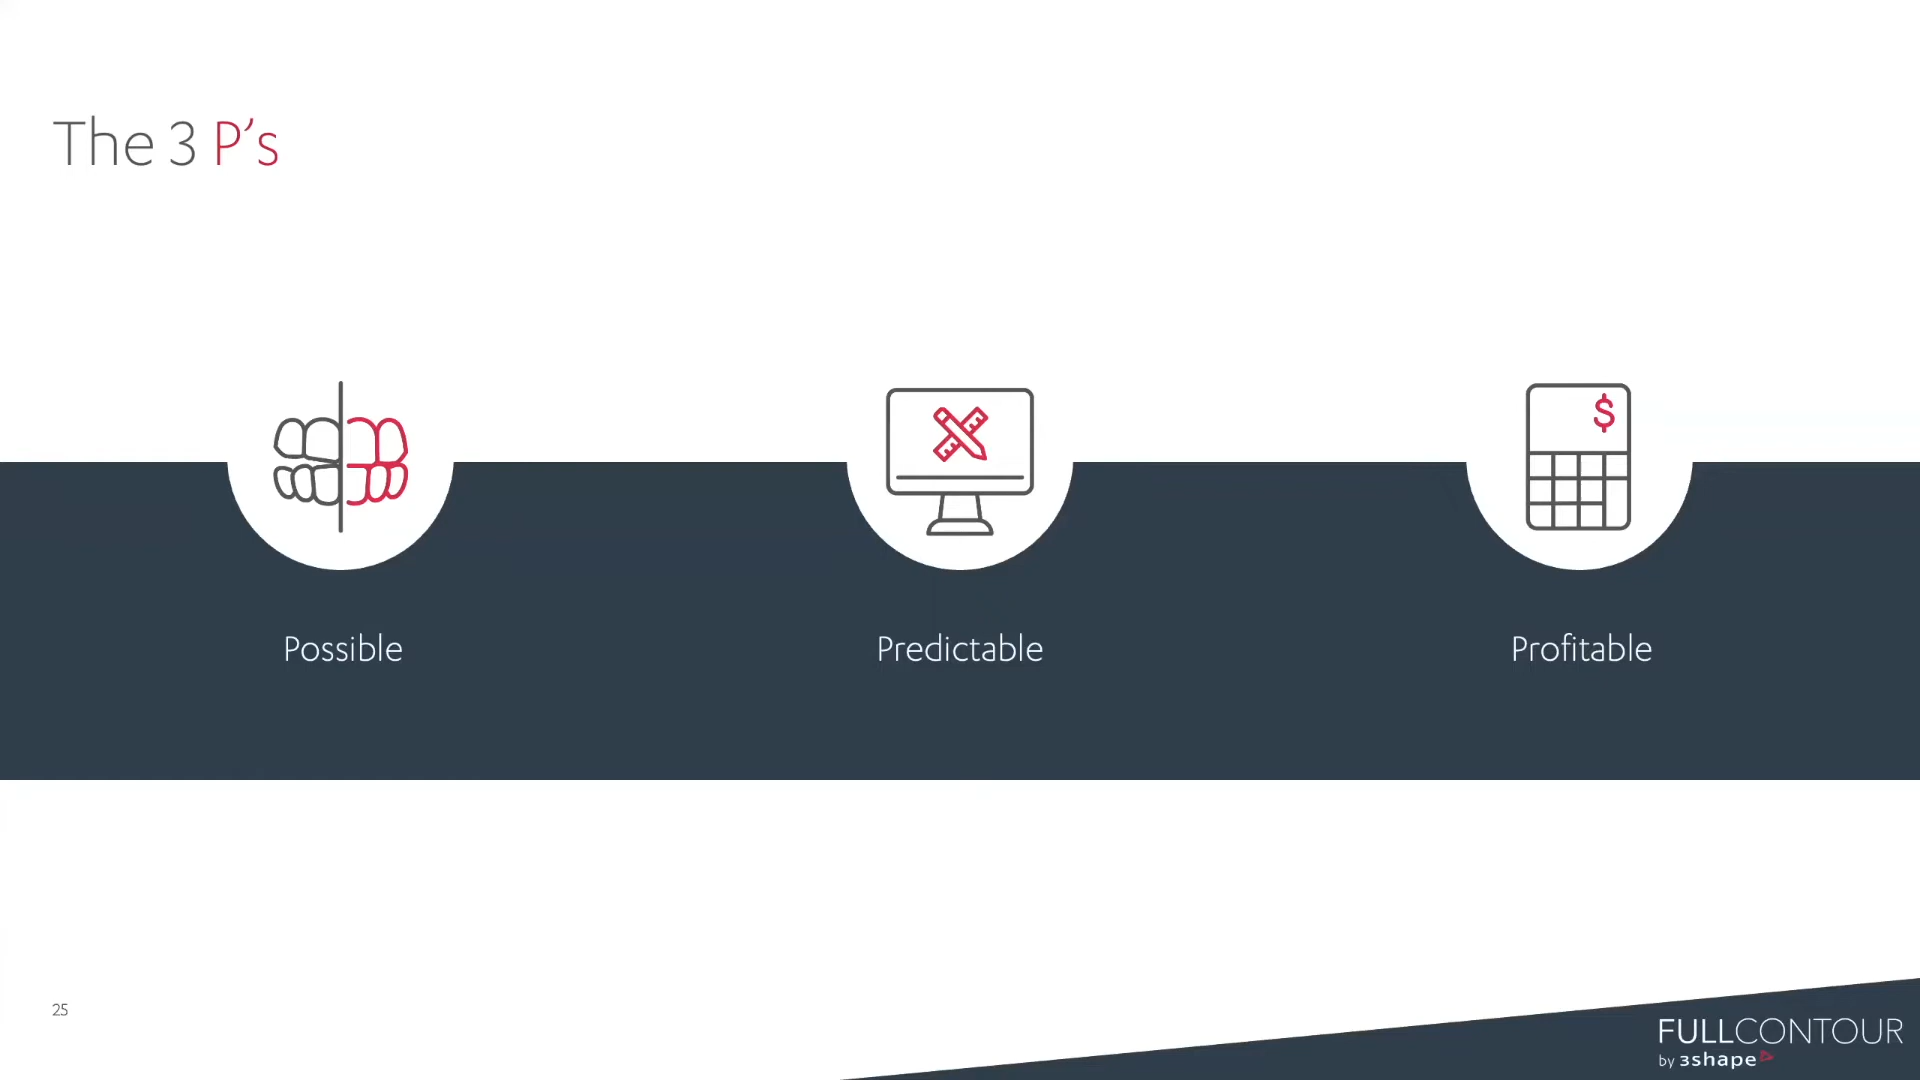 The 3 P’s
$
Possible
Predictable
Profitable
25
FULLCONTOUR
by 3shape